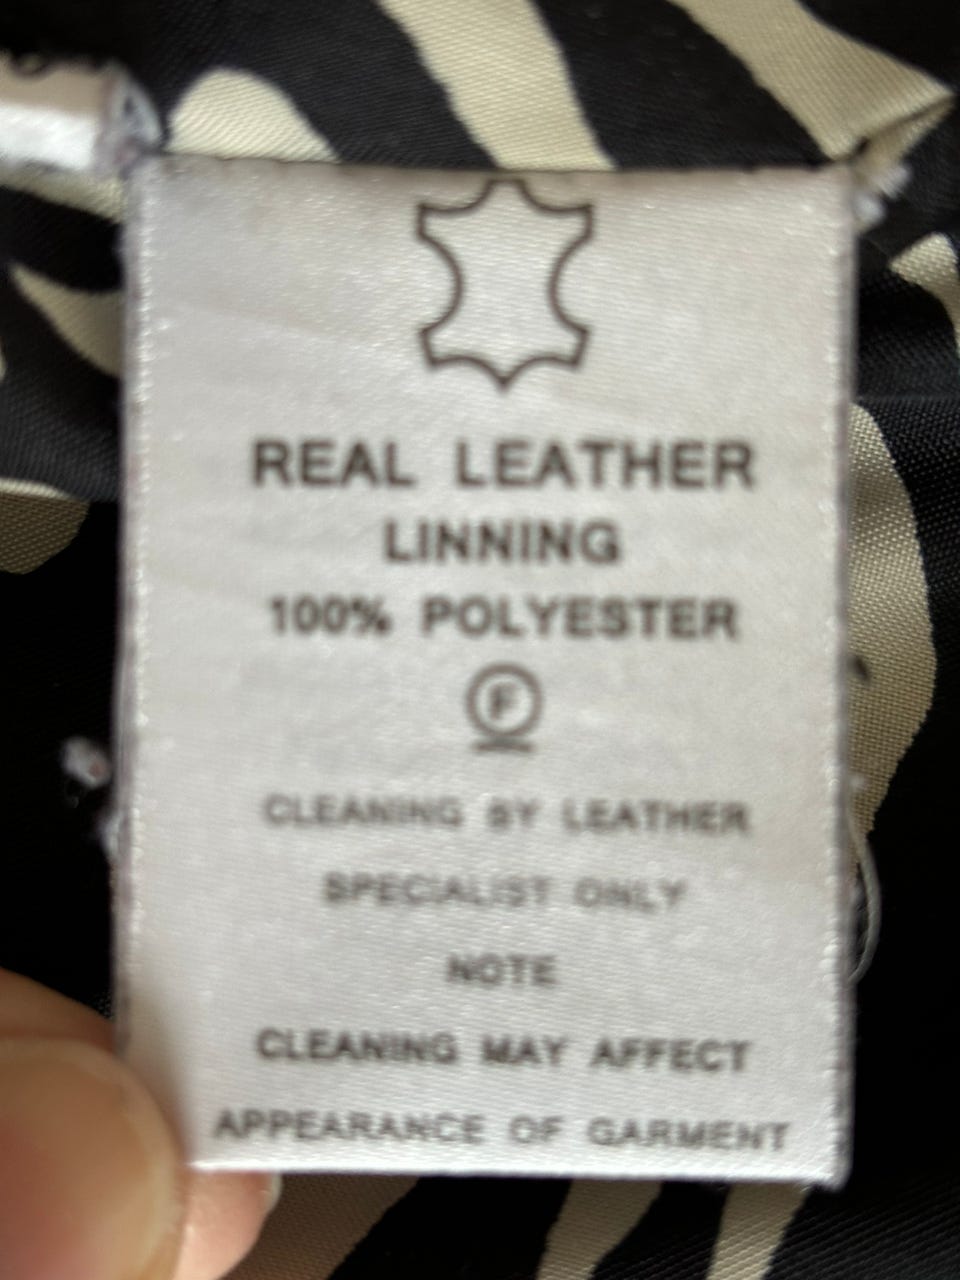 REAL LEATHER
LINNING
100% POLYESTER
F
CLEANING BY LEATHER
SPECIALIST ONLY
NOTE
CLEANING MAY AFFECT
APPEARANCE OF GARMENT